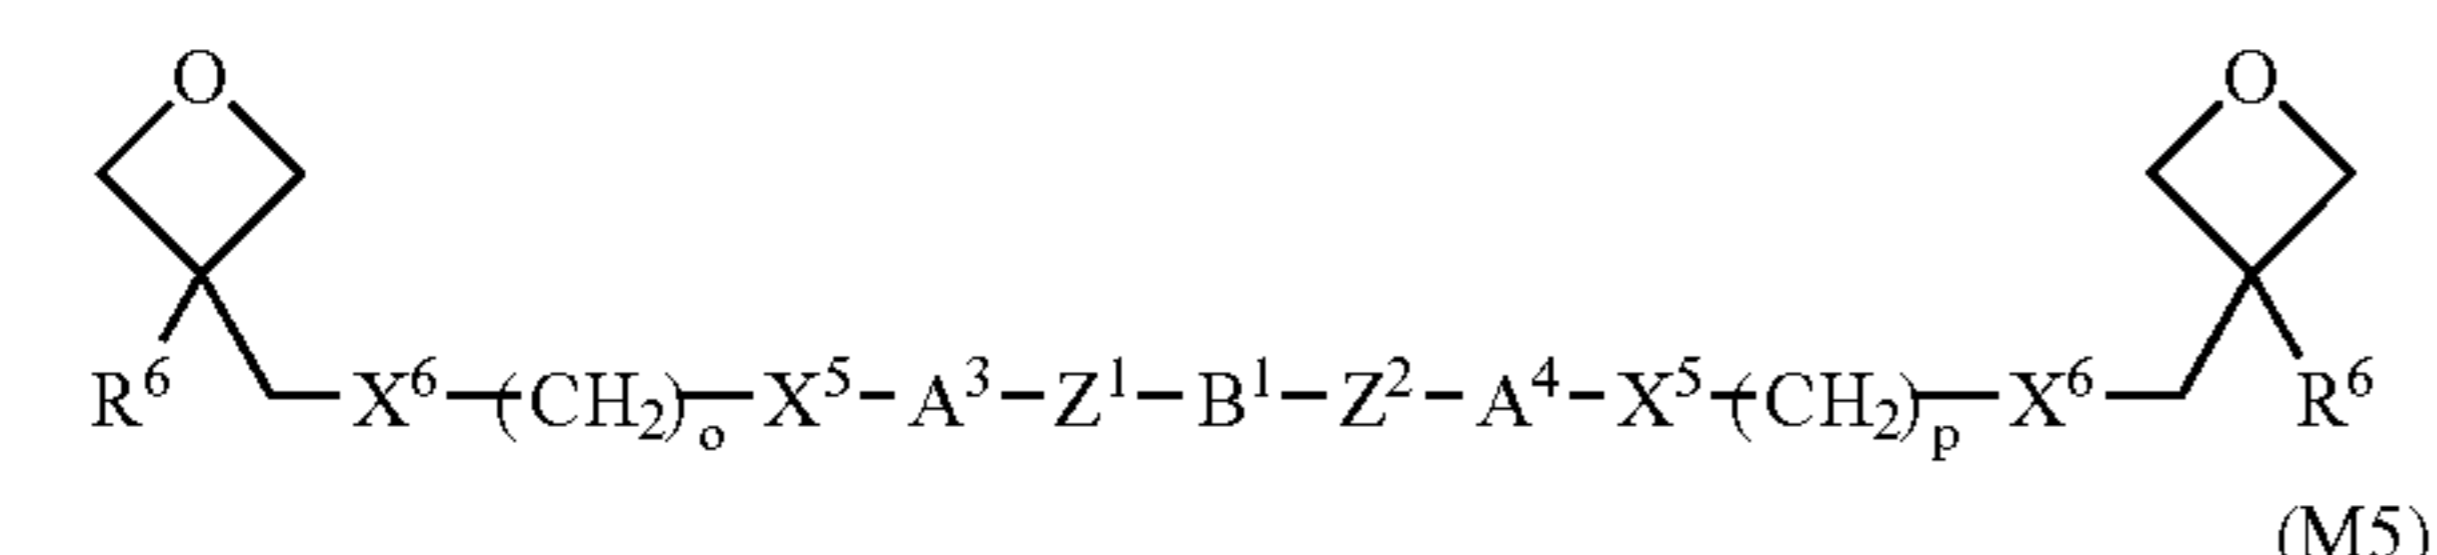 O O
R⁶ X⁶ (CH₂)ₒ X⁵ – A³ – Z¹ – B¹ – Z² – A⁴ – X⁵ (CH₂)ₚ X⁶ R⁶
(M5)